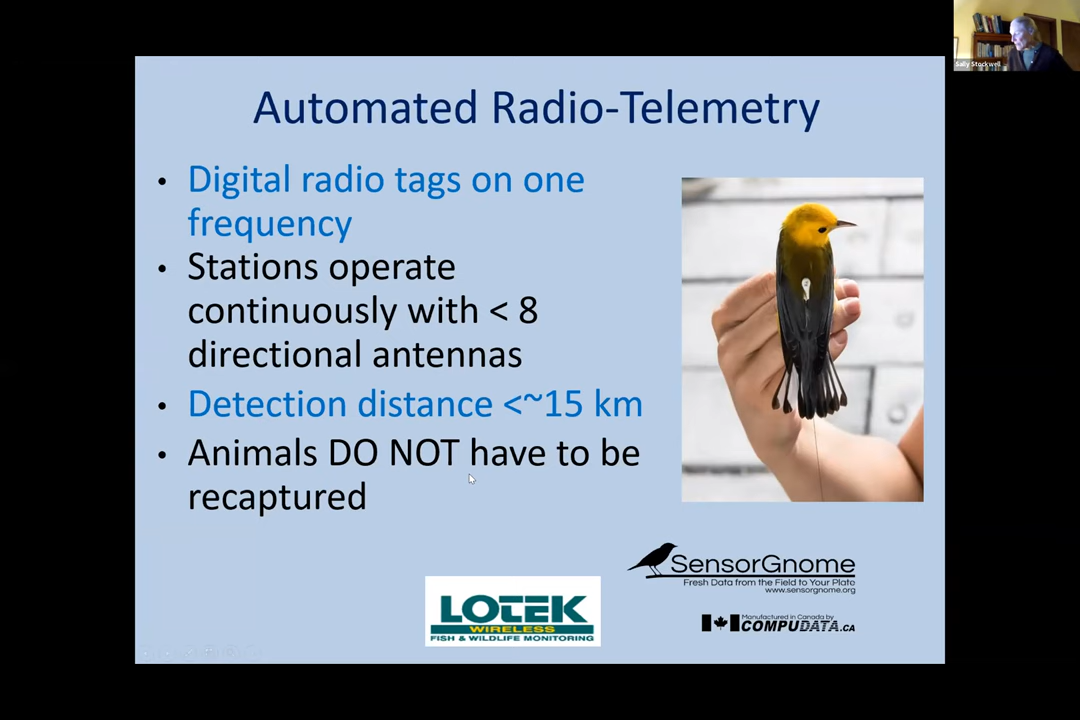 Sally Stockwell
Automated Radio-Telemetry
• Digital radio tags on one
frequency
• Stations operate
continuously with < 8
directional antennas
• Detection distance <~15 km
• Animals DO NOT have to be
recaptured
SensorGnome
Fresh Data from the Field to Your Plate
www.sensorgnome.org
LOTEK
WIRELESS
FISH & WILDLIFE MONITORING
Manufactured in Canada by
COMPUDATA.CA